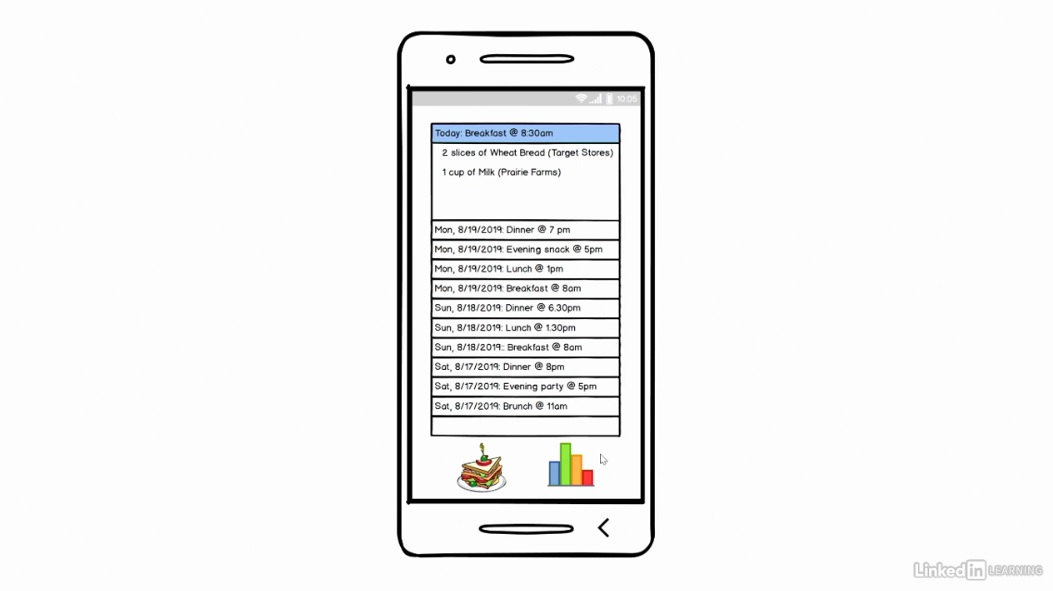 10:05
Today: Breakfast @ 8:30am
2 slices of Wheat Bread (Target Stores)
1 cup of Milk (Prairie Farms)
Mon, 8/19/2019: Dinner @ 7 pm
Mon, 8/19/2019: Evening snack @ 5pm
Mon, 8/19/2019: Lunch @ 1pm
Mon, 8/19/2019: Breakfast @ 8am
Sun, 8/18/2019: Dinner @ 6.30pm
Sun, 8/18/2019: Lunch @ 1.30pm
Sun, 8/18/2019:: Breakfast @ 8am
Sat, 8/17/2019: Dinner @ 8pm
Sat, 8/17/2019: Evening party @ 5pm
Sat, 8/17/2019: Brunch @ 11am
LinkedIn LEARNING